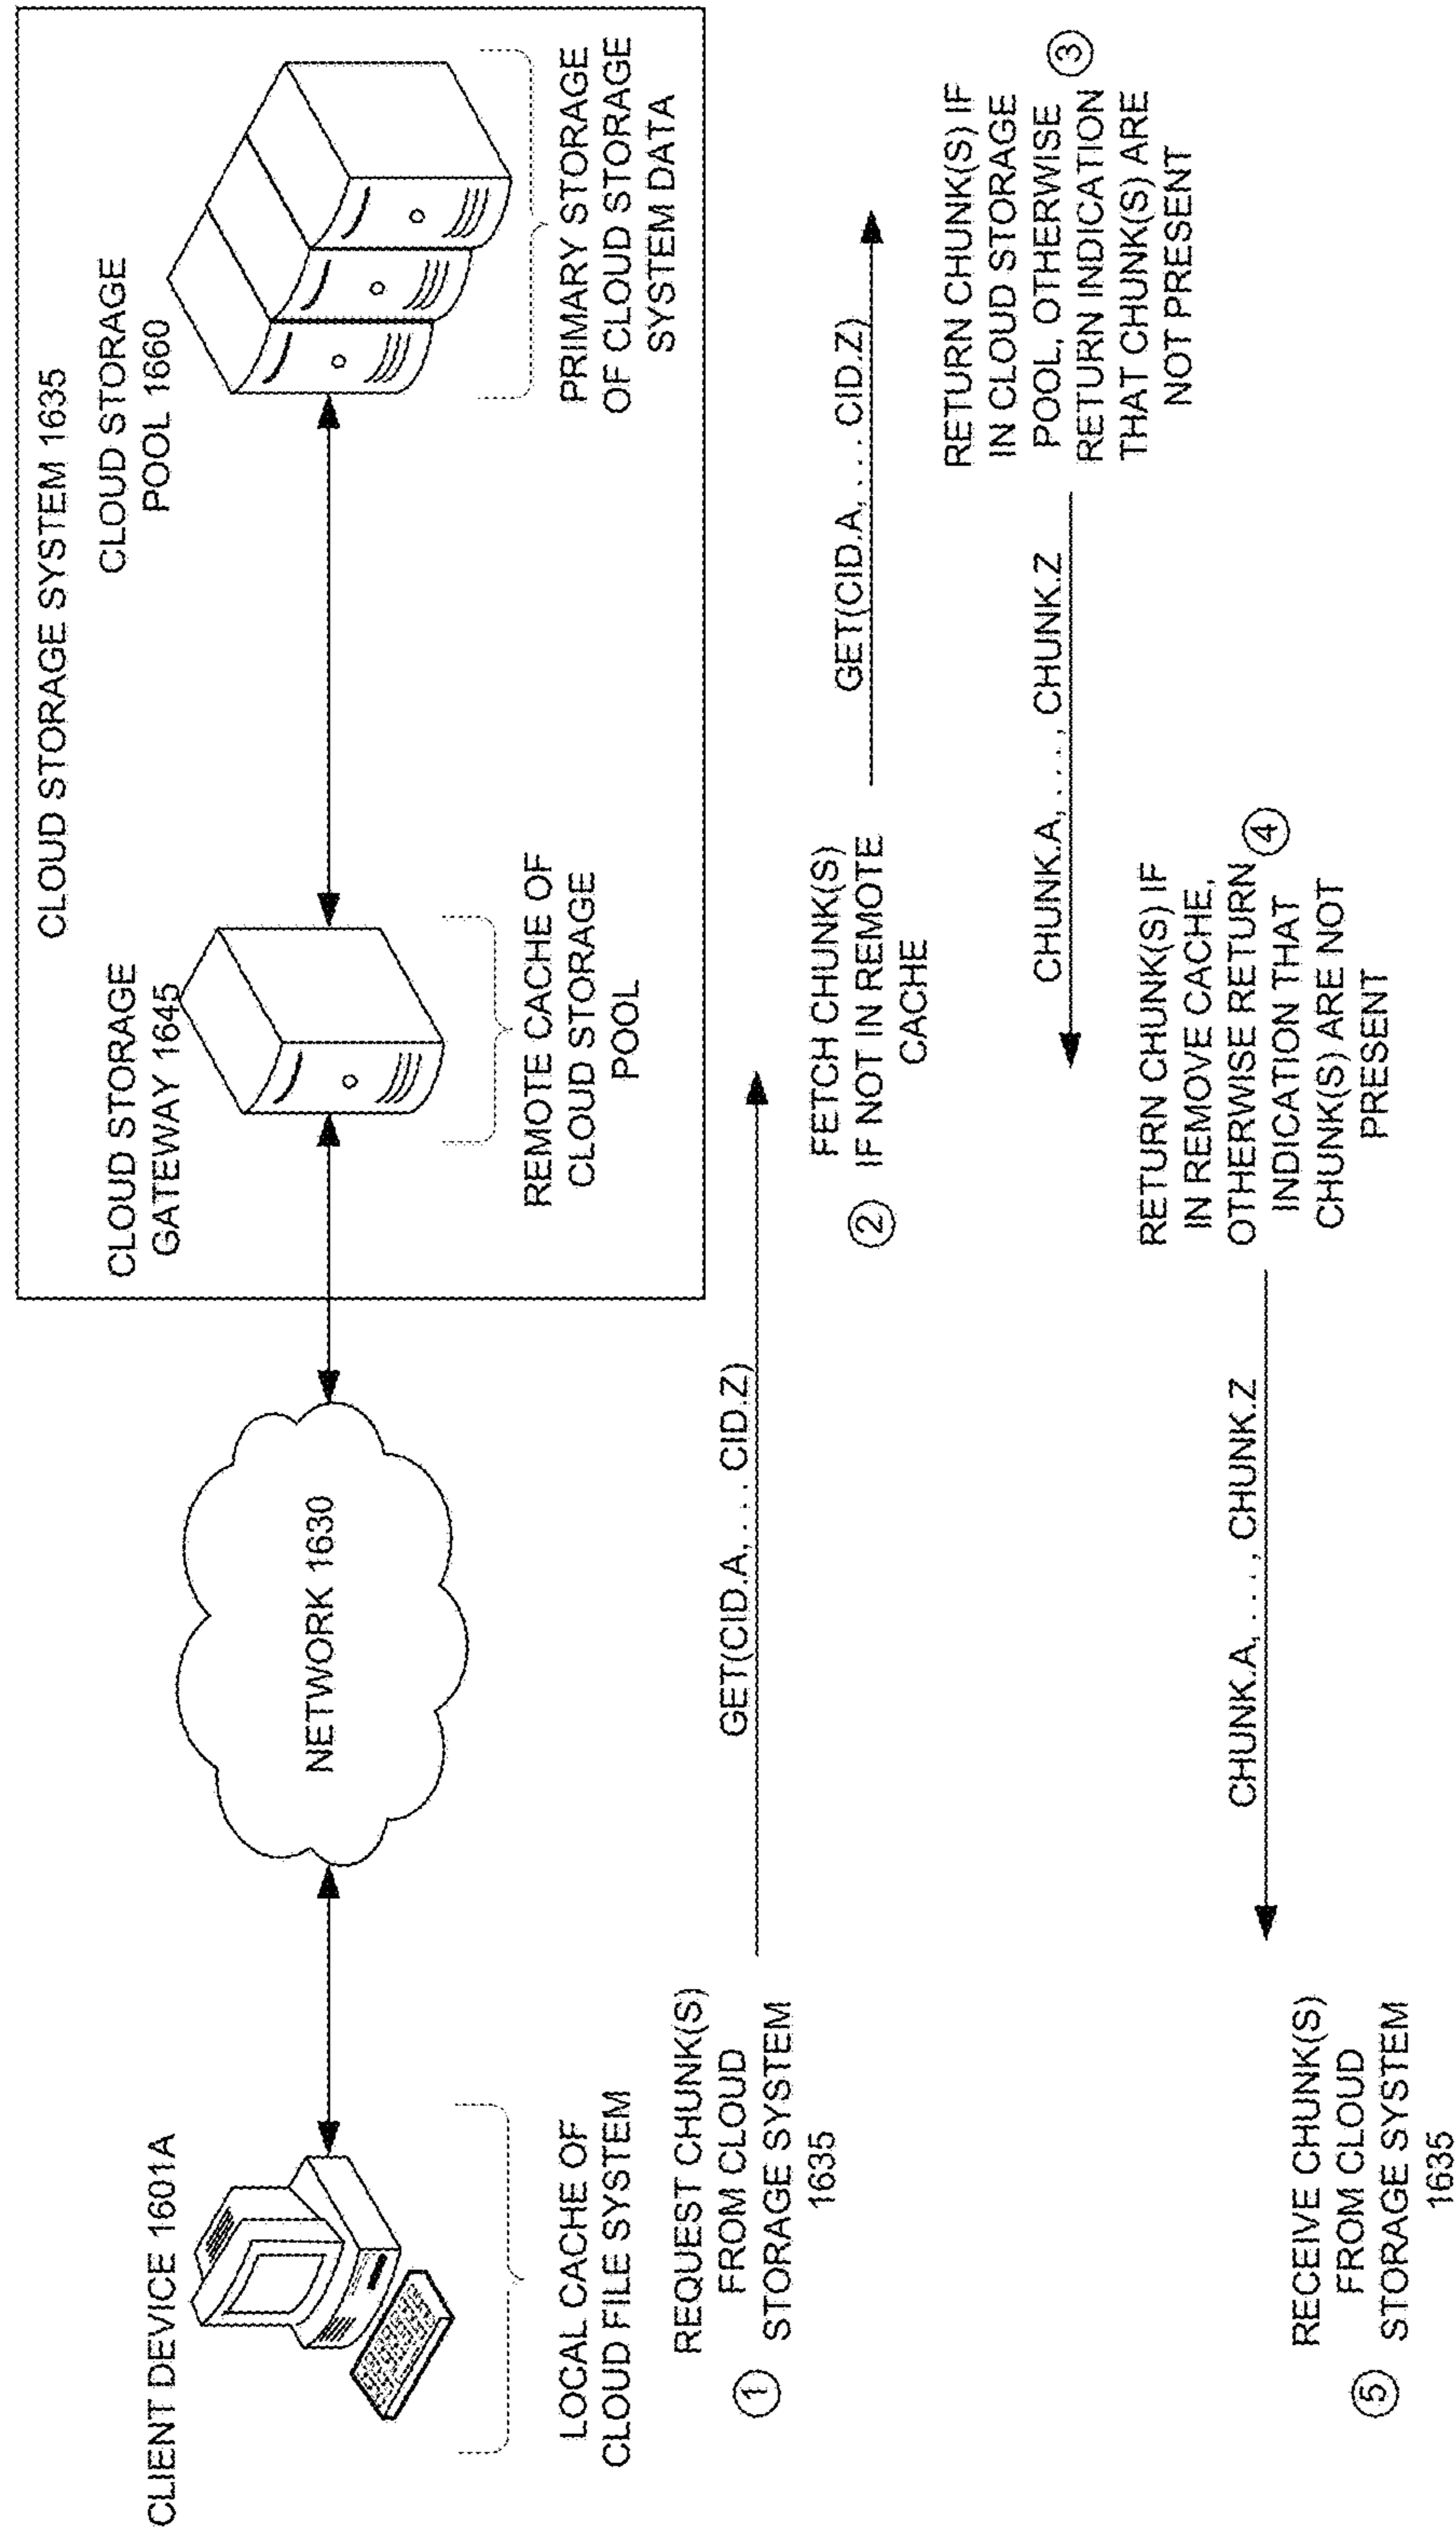 CLOUD STORAGE SYSTEM 1635
CLIENT DEVICE 1601A
NETWORK 1630
CLOUD STORAGE
GATEWAY 1645
CLOUD STORAGE
POOL 1660
LOCAL CACHE OF
CLOUD FILE SYSTEM
REMOTE CACHE OF
CLOUD STORAGE
POOL
PRIMARY STORAGE
OF CLOUD STORAGE
SYSTEM DATA
1
REQUEST CHUNK(S)
FROM CLOUD
STORAGE SYSTEM
1635
GET(CID.A, . . . CID.Z)
2
FETCH CHUNK(S)
IF NOT IN REMOTE
CACHE
GET(CID.A, . . . CID.Z)
RETURN CHUNK(S) IF
IN CLOUD STORAGE
POOL, OTHERWISE
RETURN INDICATION
THAT CHUNK(S) ARE
NOT PRESENT
3
CHUNK.A, . . . , CHUNK.Z
RETURN CHUNK(S) IF
IN REMOVE CACHE,
OTHERWISE RETURN
INDICATION THAT
CHUNK(S) ARE NOT
PRESENT
4
CHUNK.A, . . . , CHUNK.Z
5
RECEIVE CHUNK(S)
FROM CLOUD
STORAGE SYSTEM
1635